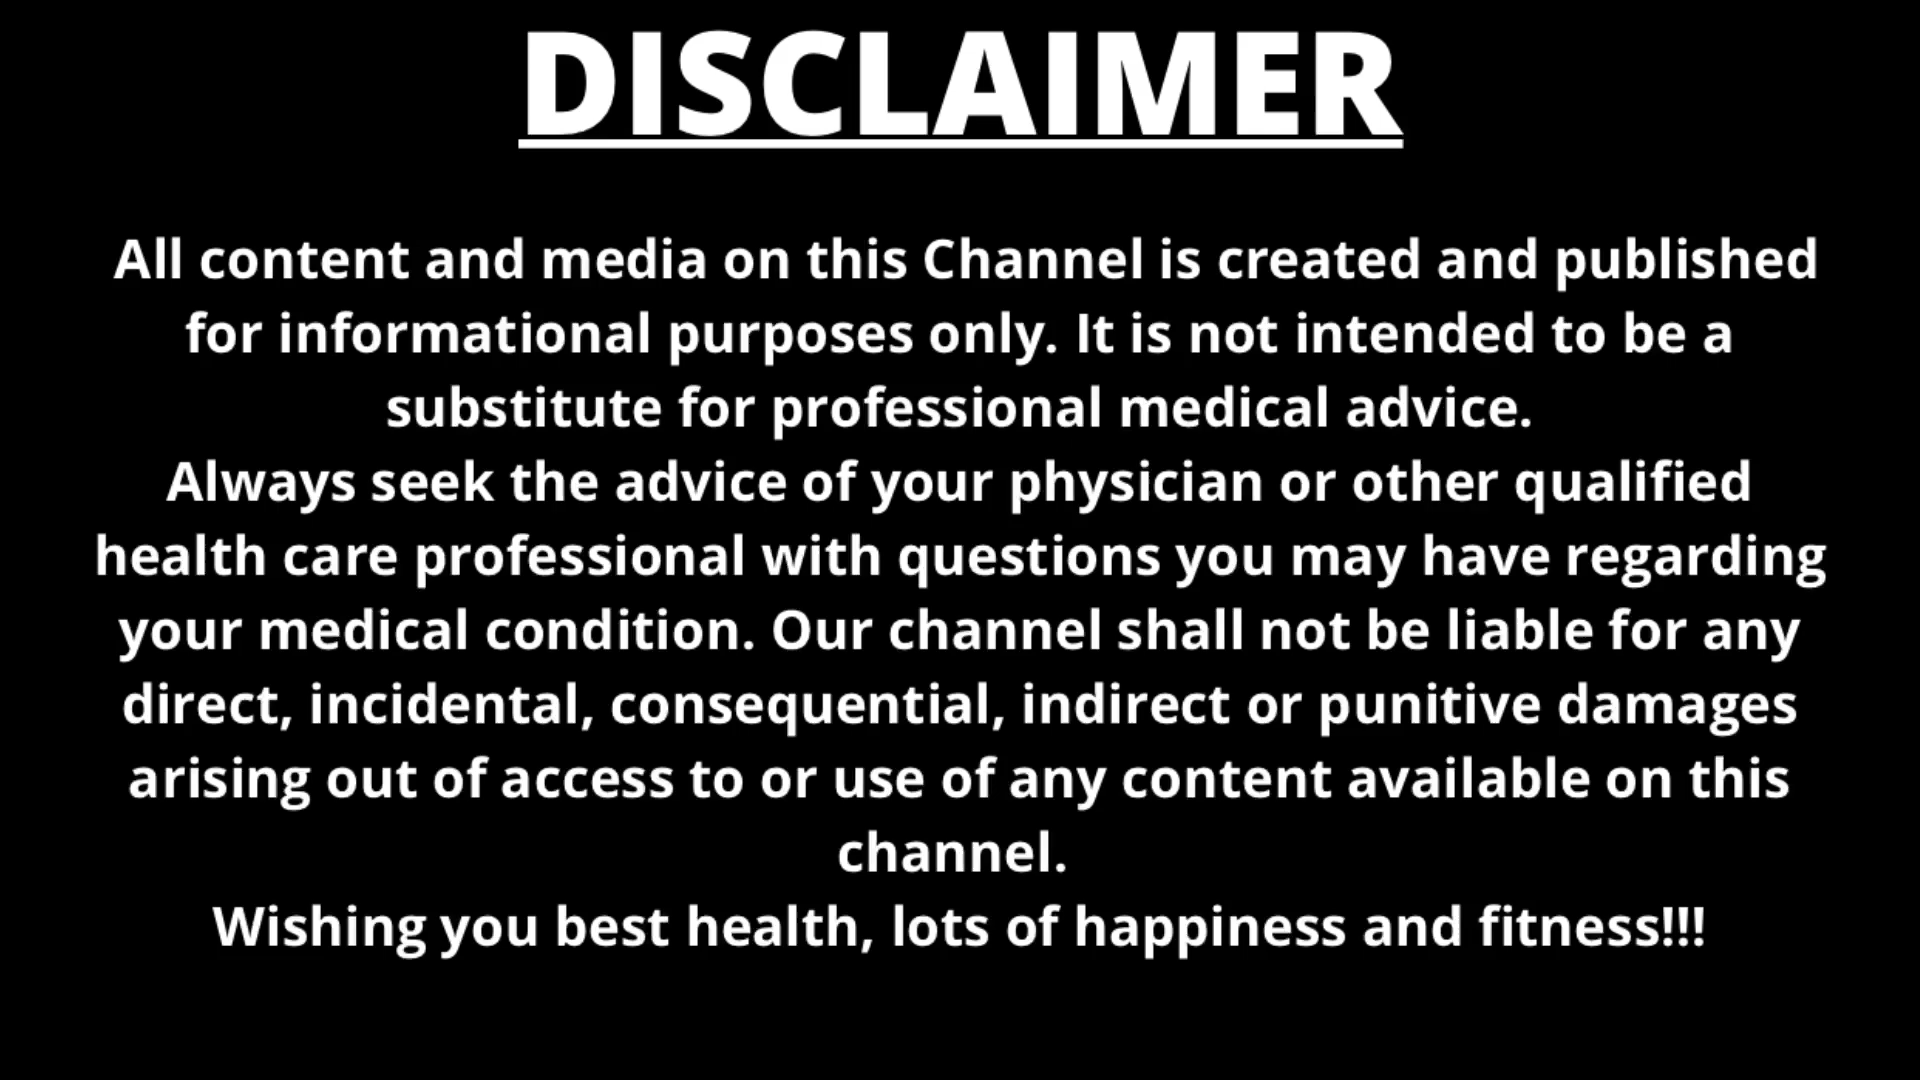 DISCLAIMER
All content and media on this Channel is created and published
for informational purposes only. It is not intended to be a
substitute for professional medical advice.
Always seek the advice of your physician or other qualified
health care professional with questions you may have regarding
your medical condition. Our channel shall not be liable for any
direct, incidental, consequential, indirect or punitive damages
arising out of access to or use of any content available on this
channel.
Wishing you best health, lots of happiness and fitness!!!